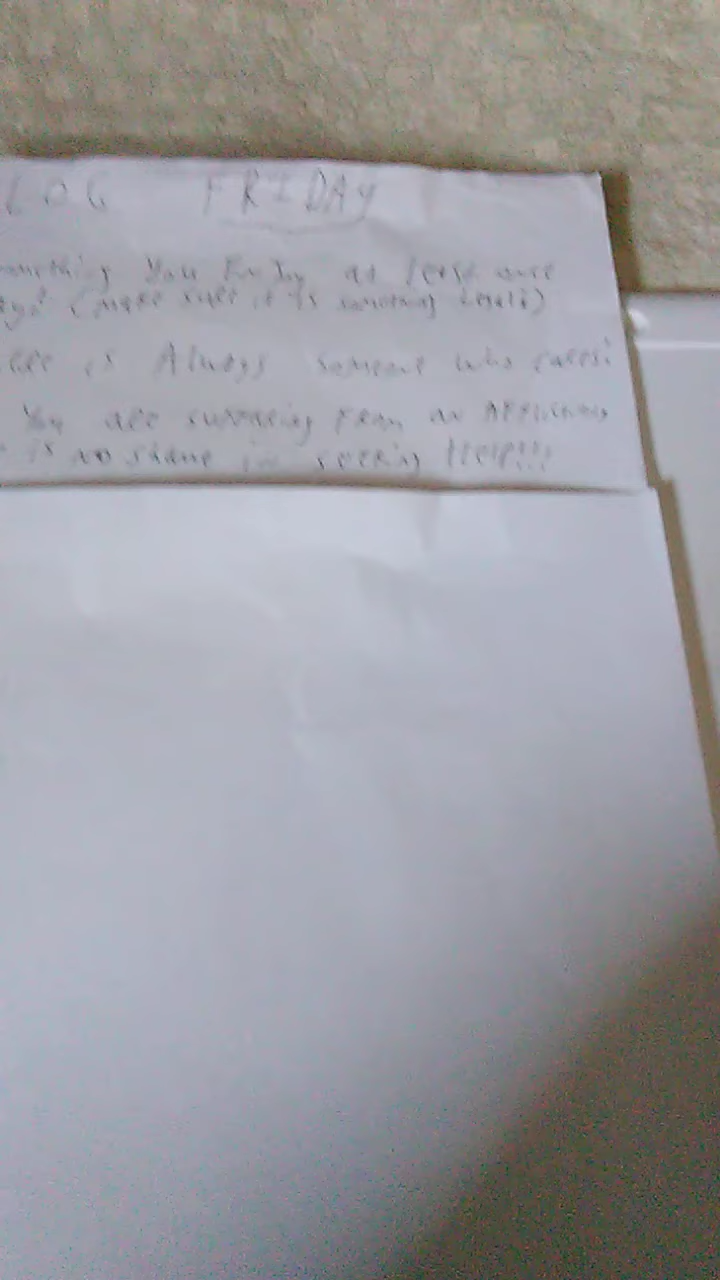 LOG FRIDAY
You Enjoy at least once
(make sure it is something
is Always someone who cares!
You are suffering From an
is no shame in seeking Help!!!